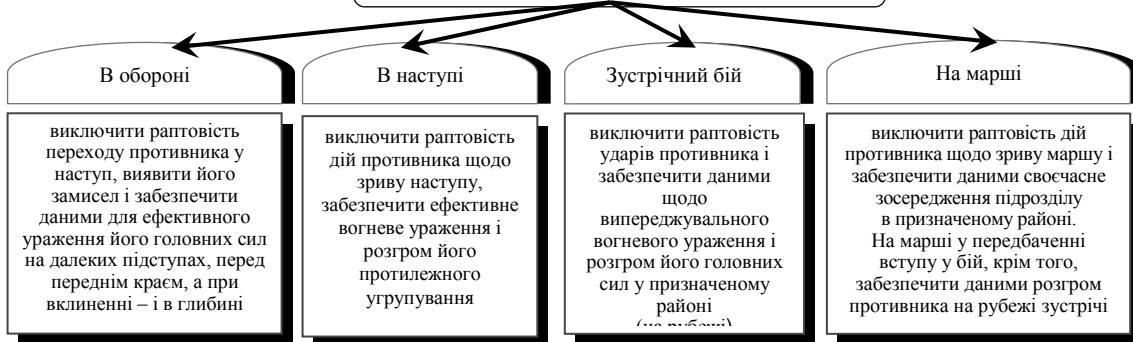 В обороні
виключити раптовість
переходу противника у
наступ, виявити його
замисел і забезпечити
даними для ефективного
ураження його головних сил
на далеких підступах, перед
переднім краєм, а при
вклиненні – і в глибині
В наступі
виключити раптовість
дій противника щодо
зриву наступу,
забезпечити ефективне
вогневе ураження і
розгром його
протилежного
угрупування
Зустрічний бій
виключити раптовість
ударів противника і
забезпечити даними
щодо
випереджувального
вогневого ураження і
розгром його головних
сил у призначеному
районі
(на рубежі)
На марші
виключити раптовість дій
противника щодо зриву маршу і
забезпечити даними своєчасне
зосередження підрозділу
в призначеному районі.
На марші у передбаченні
вступу у бій, крім того,
забезпечити даними розгром
противника на рубежі зустрічі